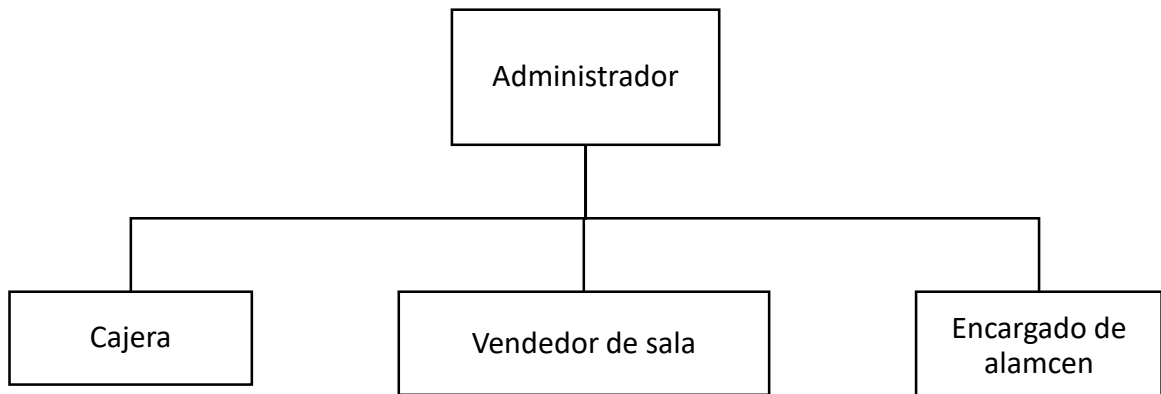 Administrador
Cajera
Vendedor de sala
Encargado de
alamcen